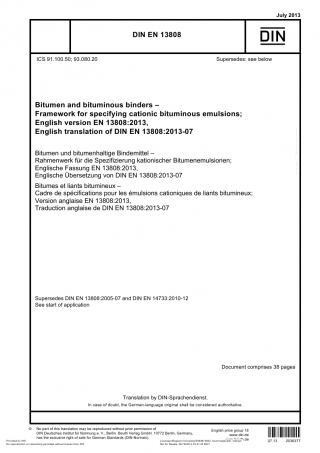 July 2013
DIN EN 13808
DIN
ICS 91.100.50; 93.080.20
Supersedes: see below
Bitumen and bituminous binders –
Framework for specifying cationic bituminous emulsions;
English version EN 13808:2013,
English translation of DIN EN 13808:2013-07
Bitumen und bitumenhaltige Bindemittel –
Rahmenwerk für die Spezifizierung kationischer Bitumenemulsionen;
Englische Fassung EN 13808:2013,
Englische Übersetzung von DIN EN 13808:2013-07
Bitumes et liants bitumineux –
Cadre de spécifications pour les émulsions cationiques de liants bitumineux;
Version anglaise EN 13808:2013,
Traduction anglaise de DIN EN 13808:2013-07
Supersedes DIN EN 13808:2005-07 and DIN EN 14733:2010-12
See start of application
Document comprises 38 pages
Translation by DIN-Sprachendienst.
In case of doubt, the German-language original shall be considered authoritative.
© No part of this translation may be reproduced without prior permission of
DIN Deutsches Institut für Normung e. V., Berlin. Beuth Verlag GmbH, 10772 Berlin, Germany,
has the exclusive right of sale for German Standards (DIN-Normen).
English price group 16
www.din.de
07.13